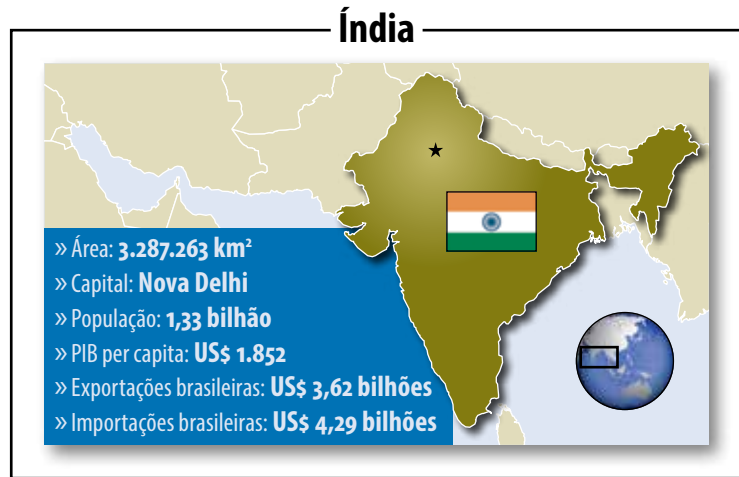 Índia
» Área: 3.287.263 km²
» Capital: Nova Delhi
» População: 1,33 bilhão
» PIB per capita: US$ 1.852
» Exportações brasileiras: US$ 3,62 bilhões
» Importações brasileiras: US$ 4,29 bilhões